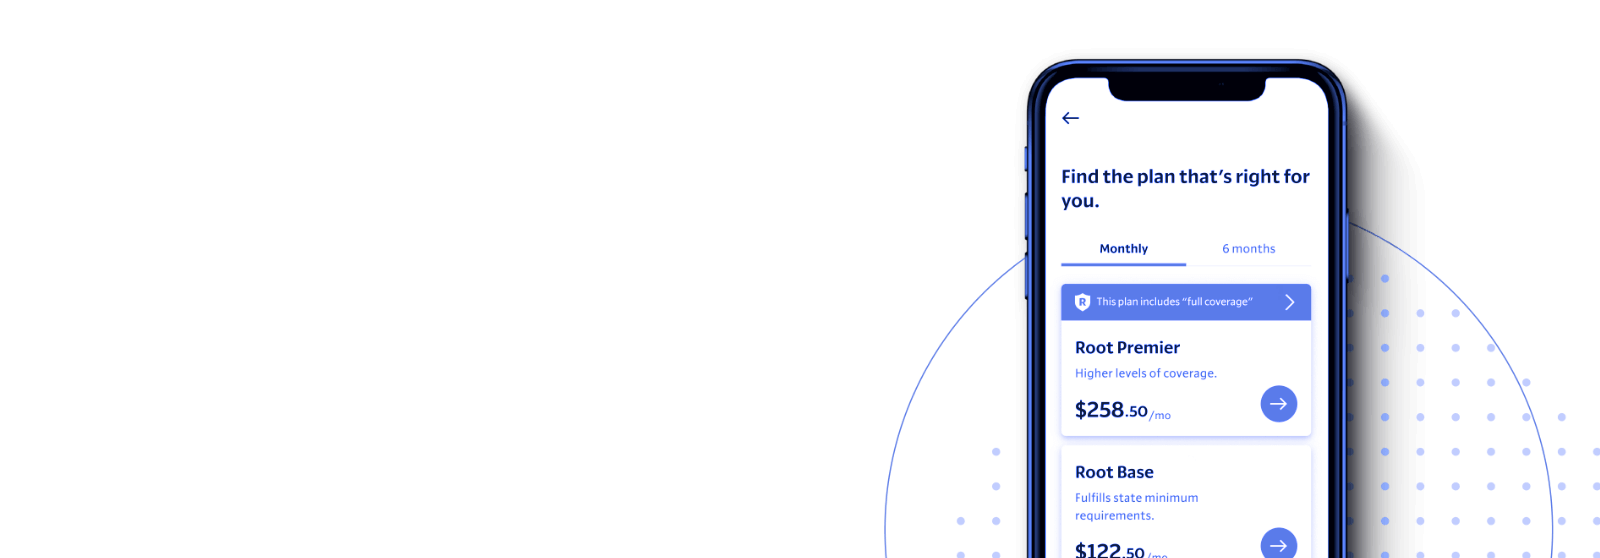 Find the plan that's right for
you.
Monthly
6 months
R
This plan includes “full coverage”
Root Premier
Higher levels of coverage.
$258.50/mo
Root Base
Fulfills state minimum
requirements.
$122.50/mo